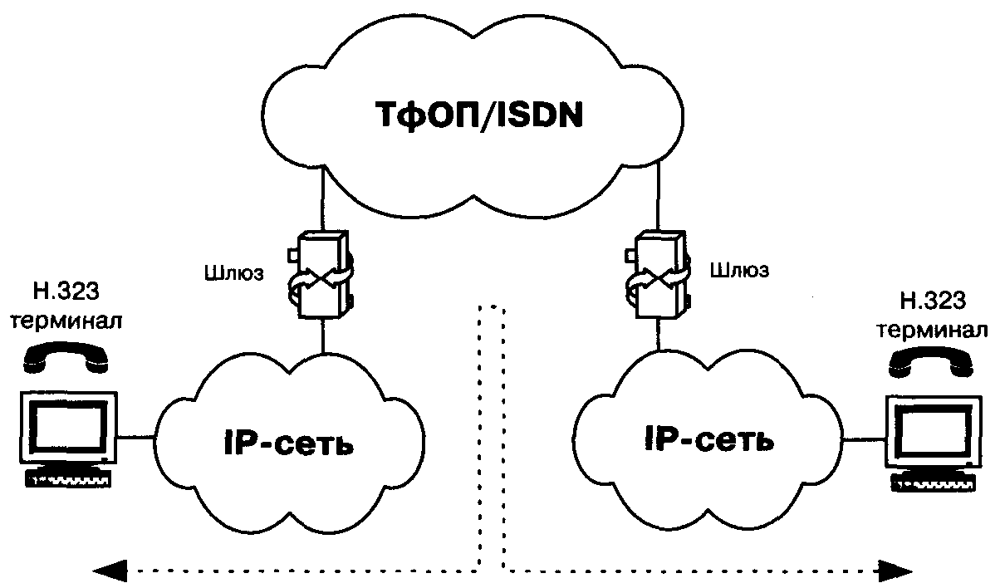 ТфОП/ISDN
Шлюз
Шлюз
Н.323
терминал
Н.323
терминал
IP-сеть
IP-сеть